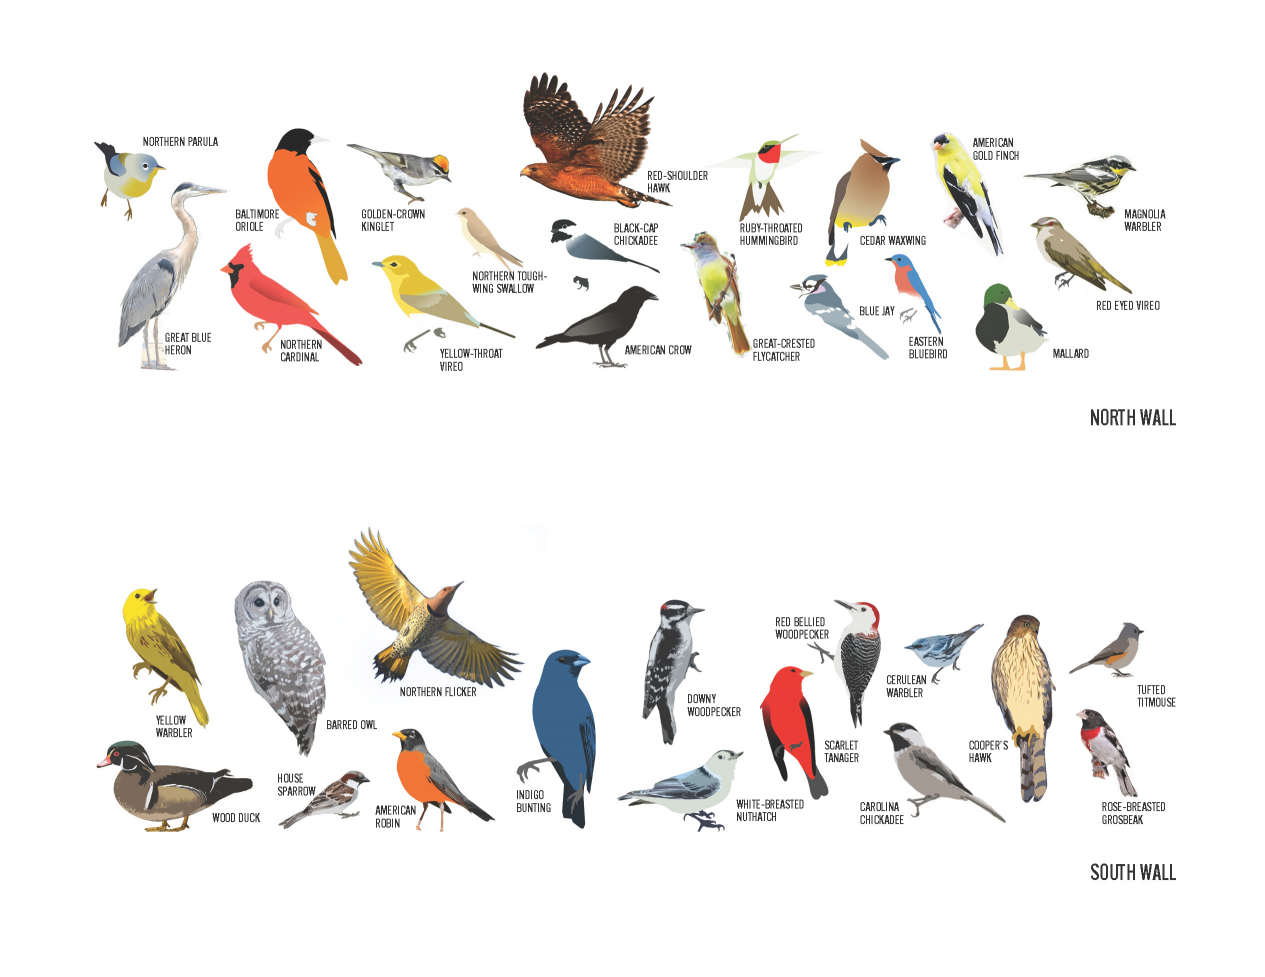 NORTHERN PARULA
BALTIMORE
ORIOLE
GOLDEN-CROWN
KINGLET
RED-SHOULDER
HAWK
BLACK-CAP
CHICKADEE
RUBY-THROATED
HUMMINGBIRD
CEDAR WAXWING
AMERICAN
GOLD FINCH
MAGNOLIA
WARBLER
GREAT BLUE
HERON
NORTHERN
CARDINAL
YELLOW-THROAT
VIREO
NORTHERN TOUGH-
WING SWALLOW
AMERICAN CROW
GREAT-CRESTED
FLYCATCHER
BLUE JAY
EASTERN
BLUEBIRD
MALLARD
RED EYED VIREO
NORTH WALL
YELLOW
WARBLER
BARRED OWL
NORTHERN FLICKER
DOWNY
WOODPECKER
RED BELLIED
WOODPECKER
CERULEAN
WARBLER
TUFTED
TITMOUSE
WOOD DUCK
HOUSE
SPARROW
AMERICAN
ROBIN
INDIGO
BUNTING
WHITE-BREASTED
NUTHATCH
SCARLET
TANAGER
CAROLINA
CHICKADEE
COOPER'S
HAWK
ROSE-BREASTED
GROSBEAK
SOUTH WALL